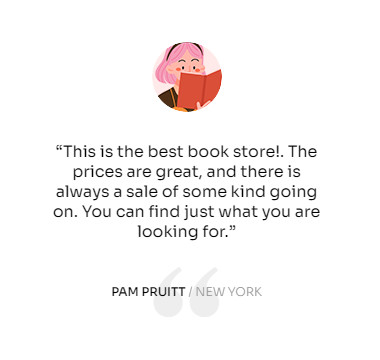 “This is the best book store!. The
prices are great, and there is
always a sale of some kind going
on. You can find just what you are
looking for.”
PAM PRUITT / NEW YORK